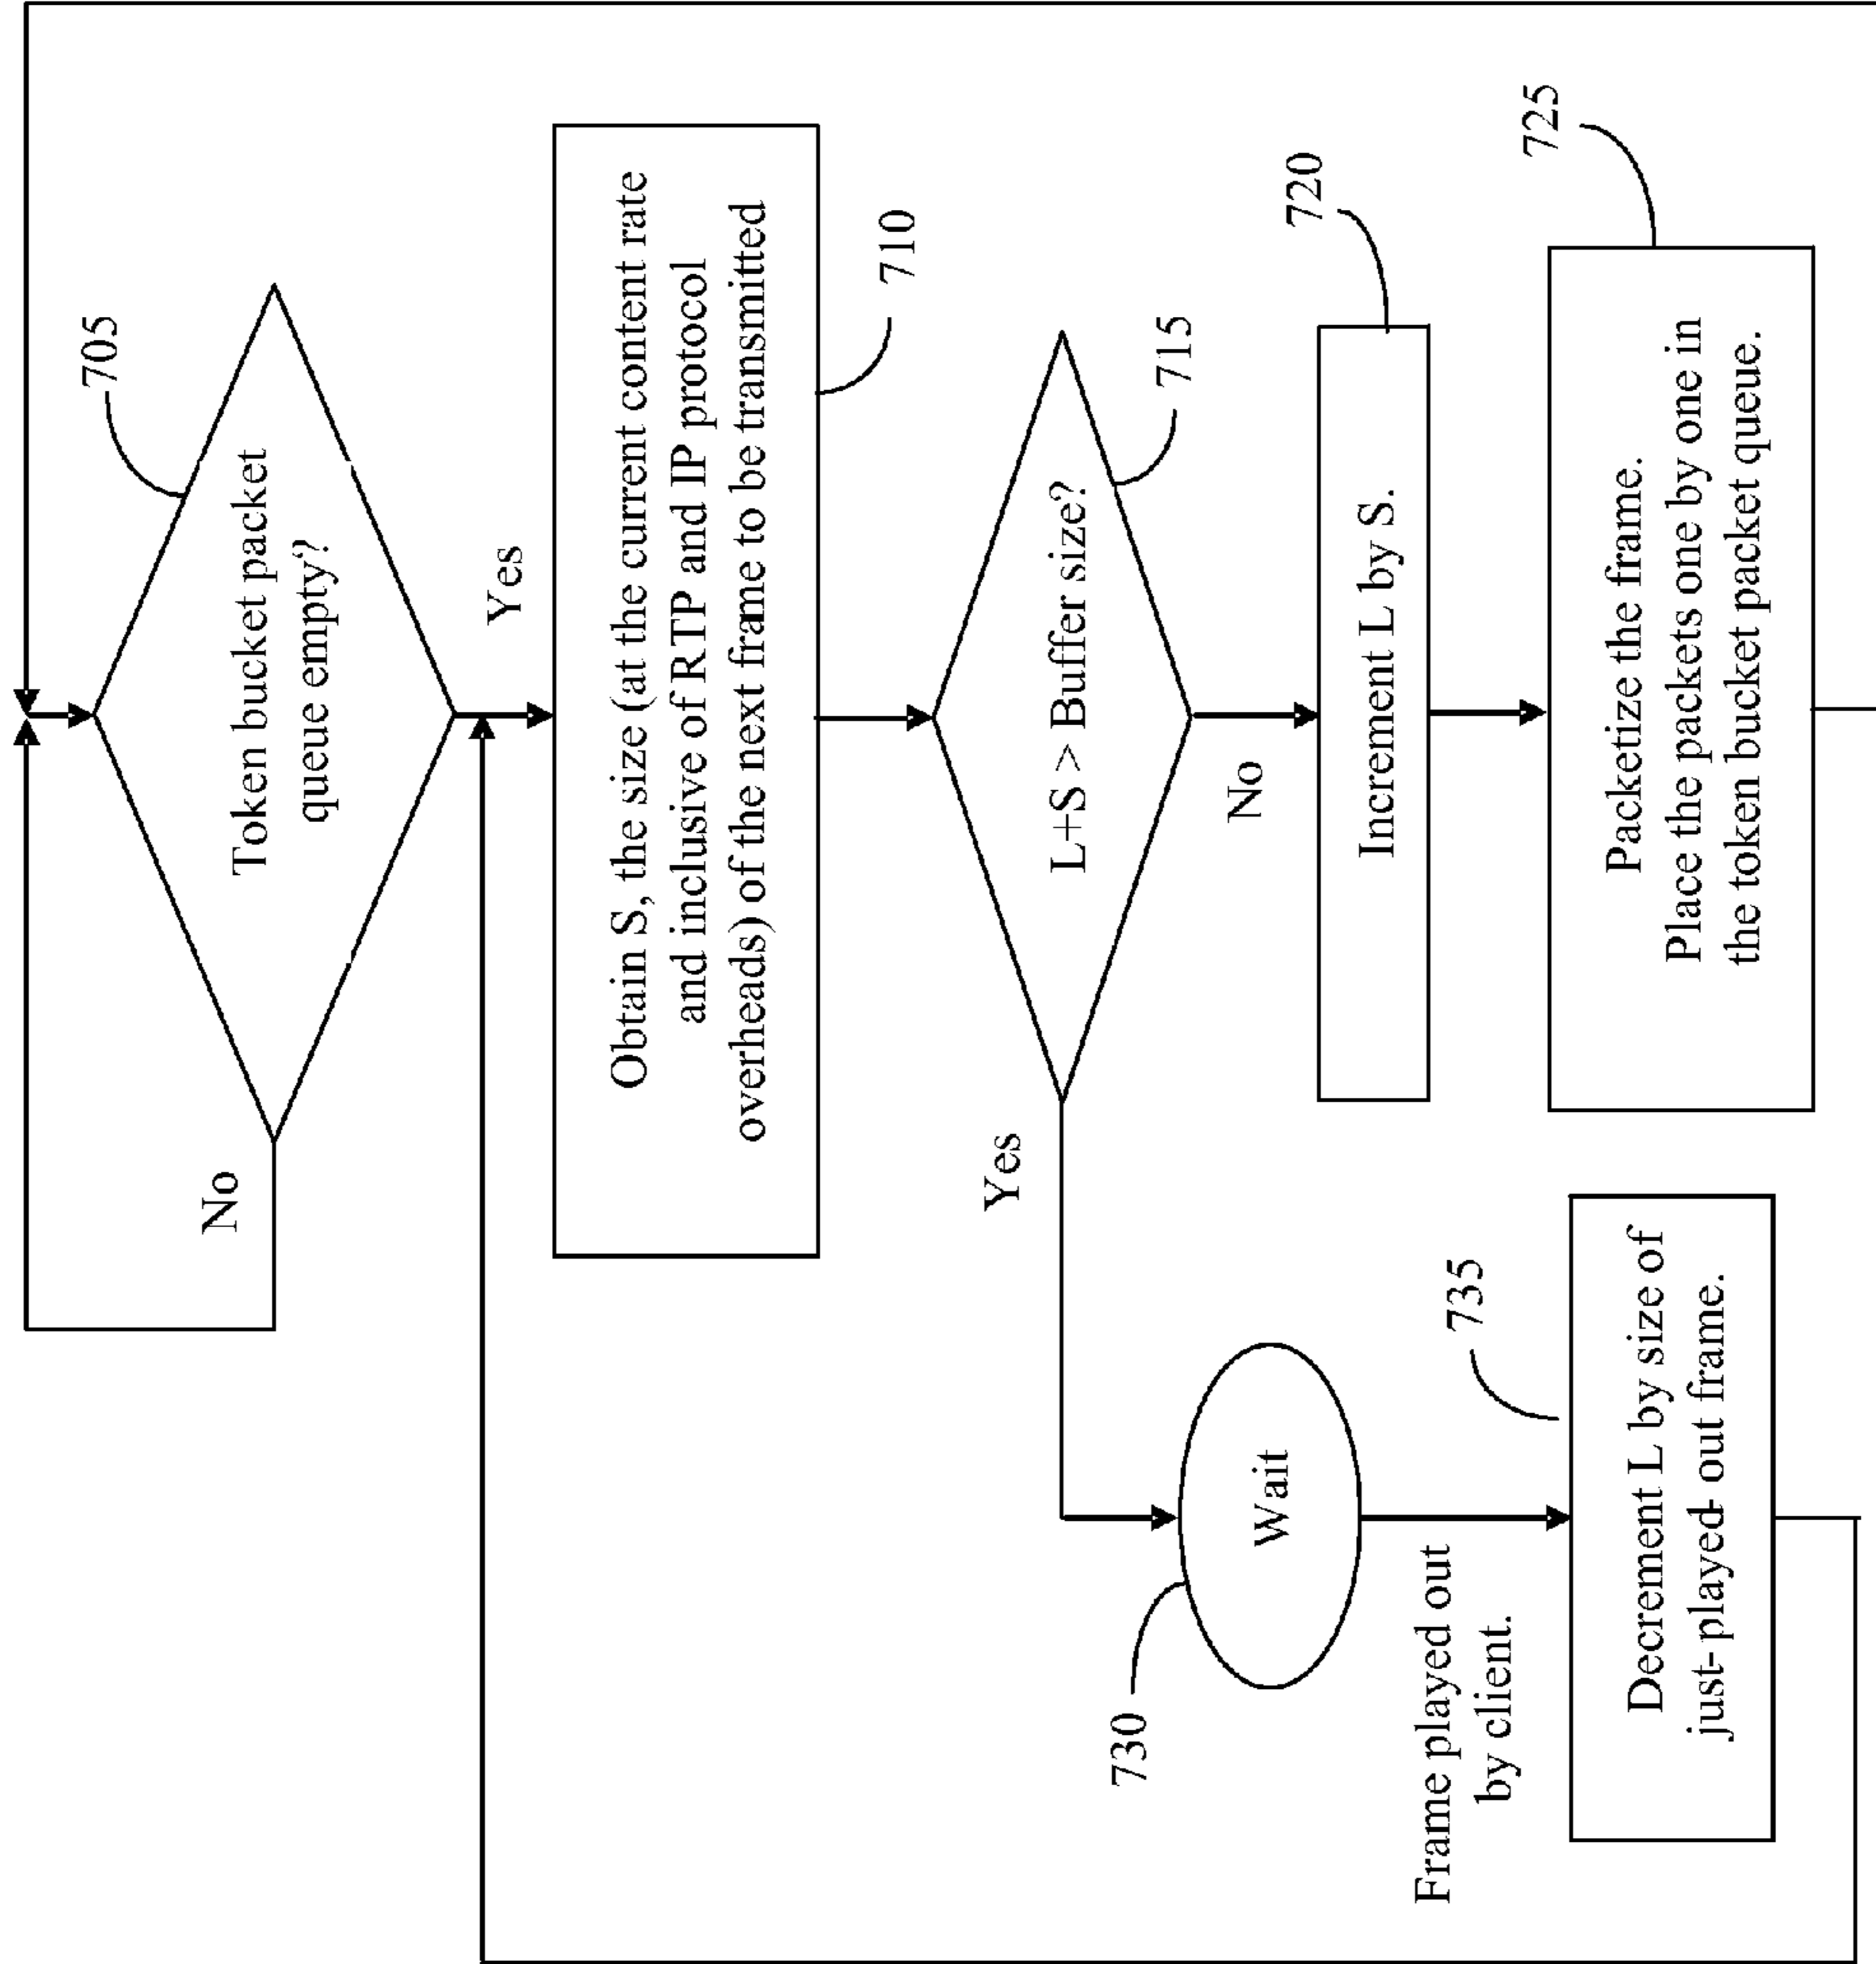 705
Token bucket packet
queue empty?
No
Yes
Obtain S, the size (at the current content rate
and inclusive of RTP and IP protocol
overheads) of the next frame to be transmitted
710
L+S > Buffer size?
715
Yes
No
720
Increment L by S.
725
Packetize the frame.
Place the packets one by one in
the token bucket packet queue.
730
Wait
Frame played out
by client.
735
Decrement L by size of
just-played-out frame.